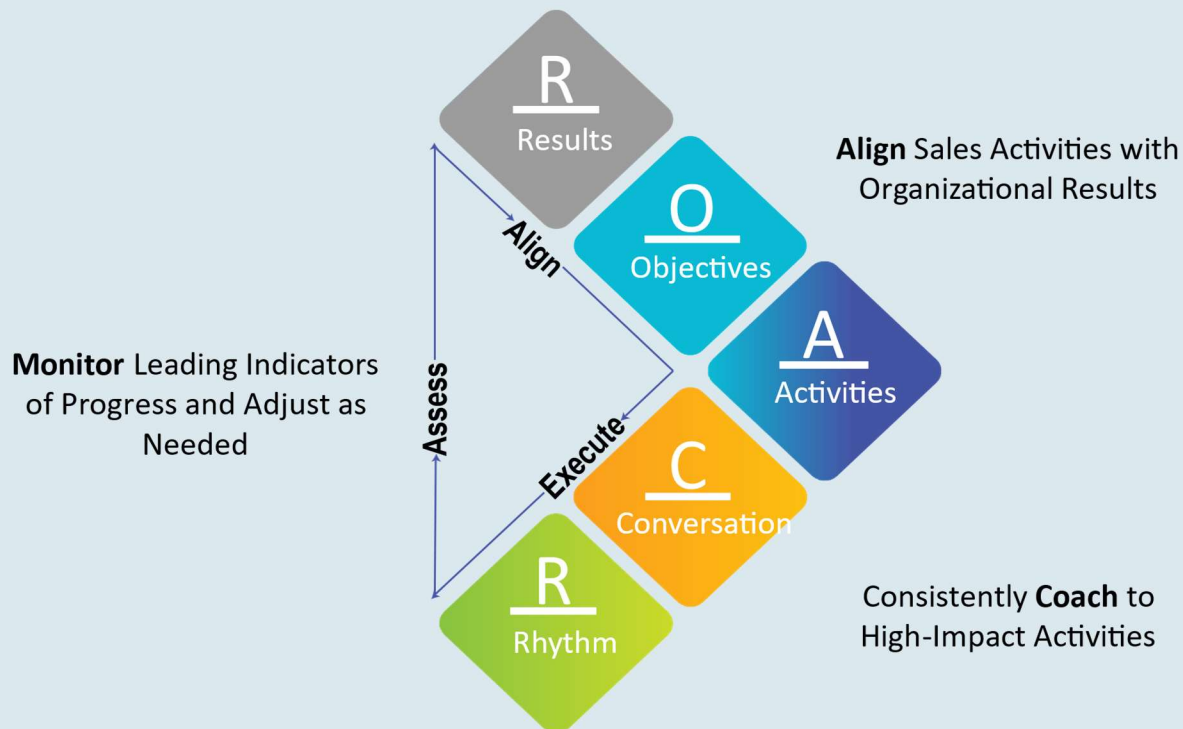 R
Results
O
Objectives
A
Activities
C
Conversation
R
Rhythm
Align
Execute
Assess
Align Sales Activities with
Organizational Results
Monitor Leading Indicators
of Progress and Adjust as
Needed
Consistently Coach to
High-Impact Activities